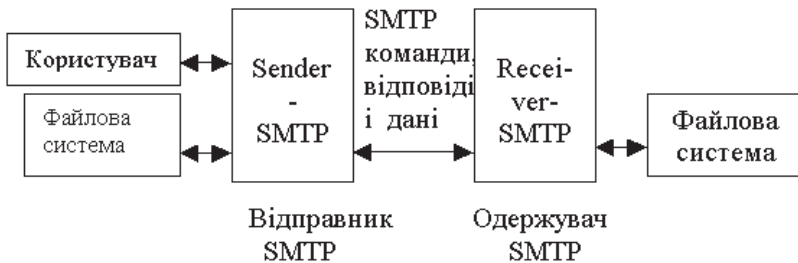 Користувач
Файлова
система
Sender
-
SMTP
SMTP
команди,
відповіді
і дані
Recei-
ver-
SMTP
Файлова
система
Відправник
SMTP
Одержувач
SMTP